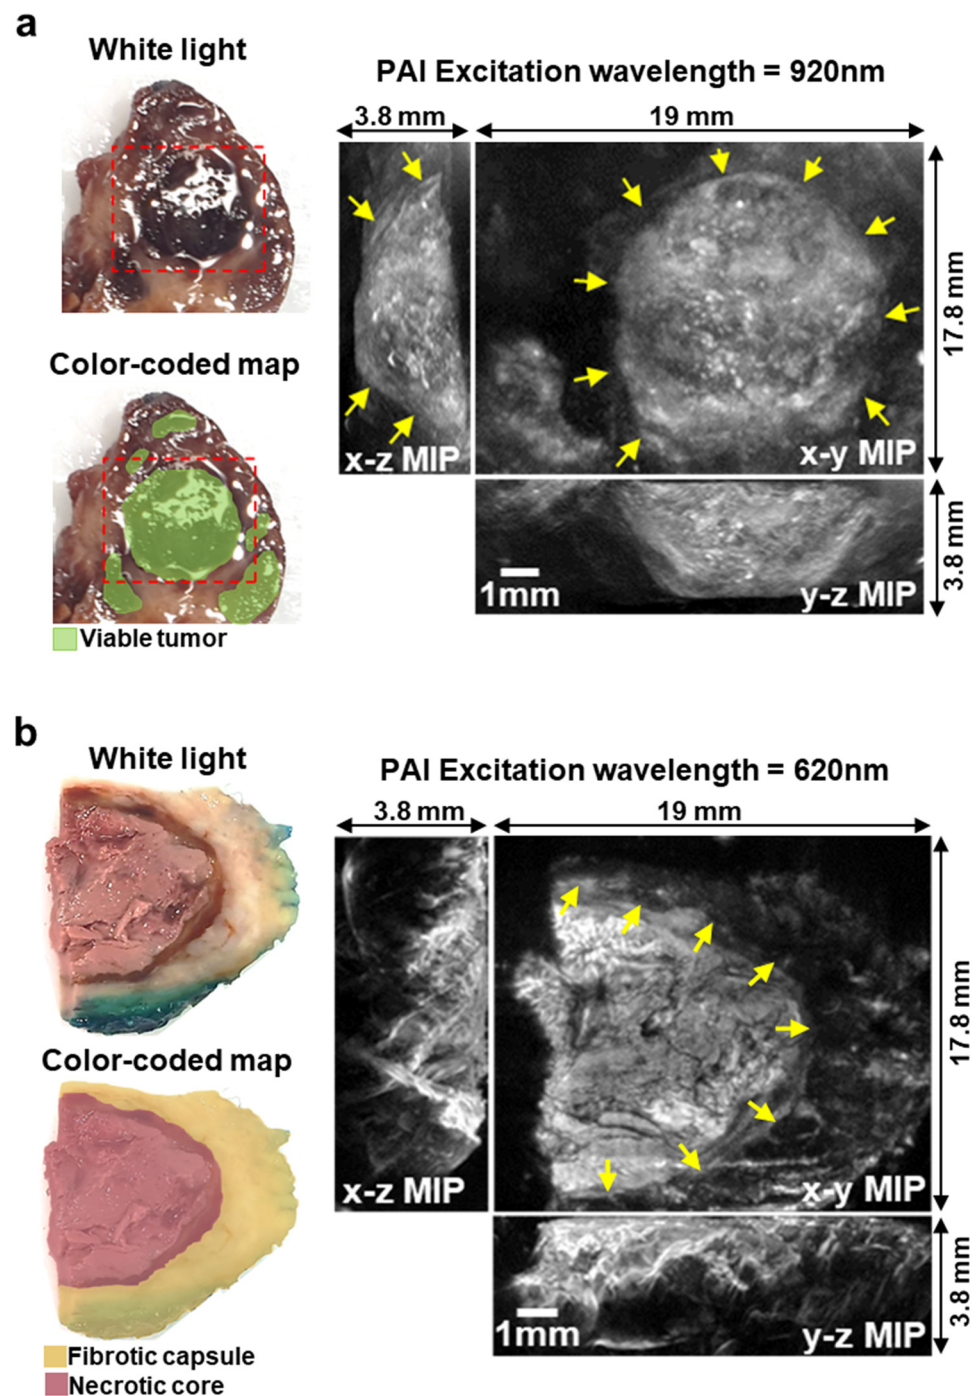 a
White light
PAI Excitation wavelength = 920nm
3.8 mm
19 mm
17.8 mm
Color-coded map
x-z MIP
x-y MIP
3.8 mm
1mm
y-z MIP
Viable tumor
b
White light
PAI Excitation wavelength = 620nm
3.8 mm
19 mm
17.8 mm
Color-coded map
x-z MIP
x-y MIP
3.8 mm
1mm
y-z MIP
Fibrotic capsule
Necrotic core